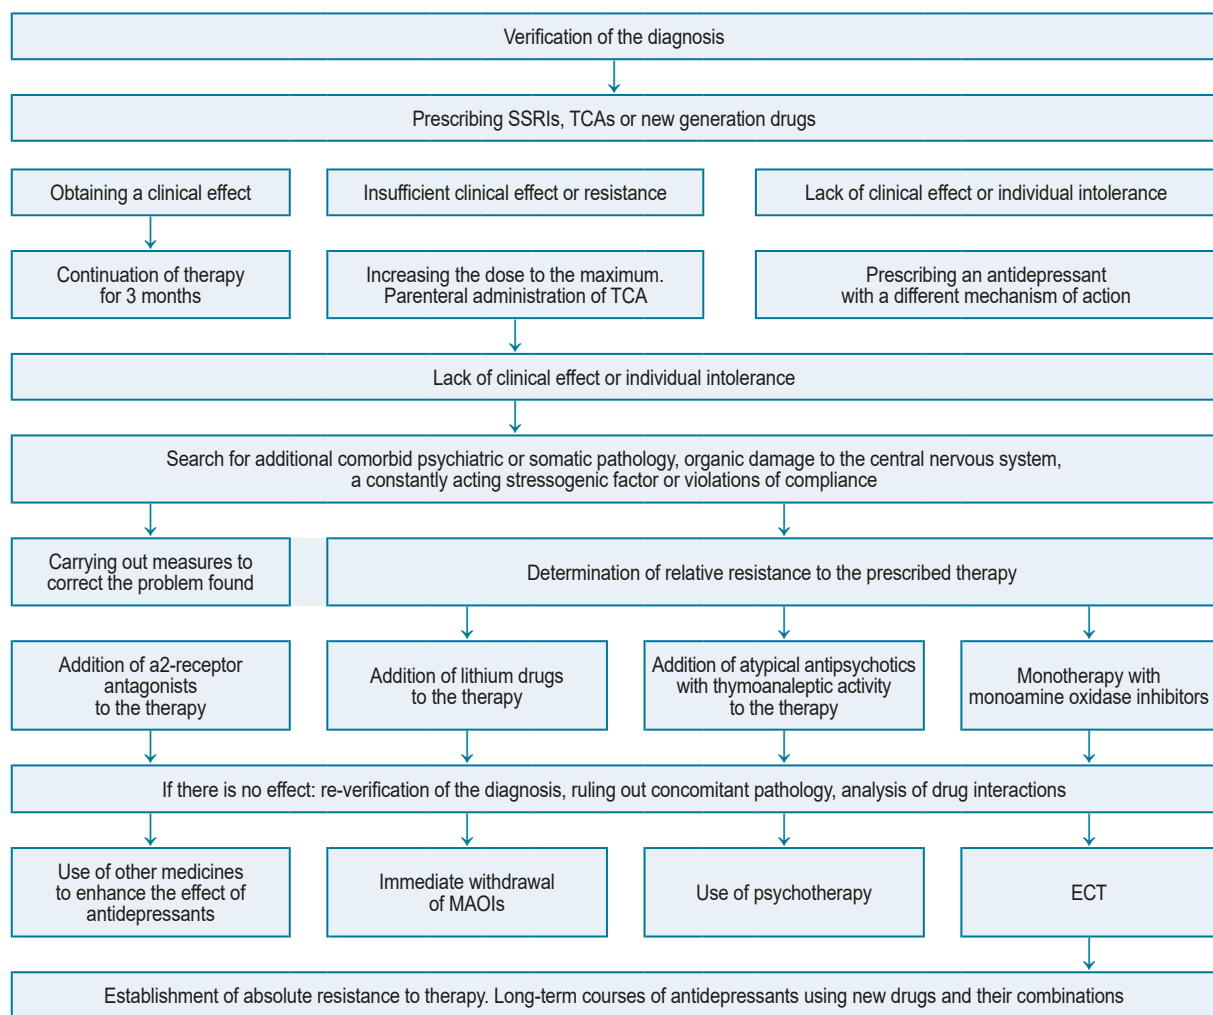 Verification of the diagnosis
Prescribing SSRIs, TCAs or new generation drugs
Obtaining a clinical effect
Insufficient clinical effect or resistance
Lack of clinical effect or individual intolerance
Continuation of therapy
for 3 months
Increasing the dose to the maximum.
Parenteral administration of TCA
Prescribing an antidepressant
with a different mechanism of action
Lack of clinical effect or individual intolerance
Search for additional comorbid psychiatric or somatic pathology, organic damage to the central nervous system,
a constantly acting stressogenic factor or violations of compliance
Carrying out measures to
correct the problem found
Determination of relative resistance to the prescribed therapy
Addition of a2-receptor
antagonists
to the therapy
Addition of lithium drugs
to the therapy
Addition of atypical antipsychotics
with thymoanaleptic activity
to the therapy
Monotherapy with
monoamine oxidase inhibitors
If there is no effect: re-verification of the diagnosis, ruling out concomitant pathology, analysis of drug interactions
Use of other medicines
to enhance the effect of
antidepressants
Immediate withdrawal
of MAOIs
Use of psychotherapy
ECT
Establishment of absolute resistance to therapy. Long-term courses of antidepressants using new drugs and their combinations